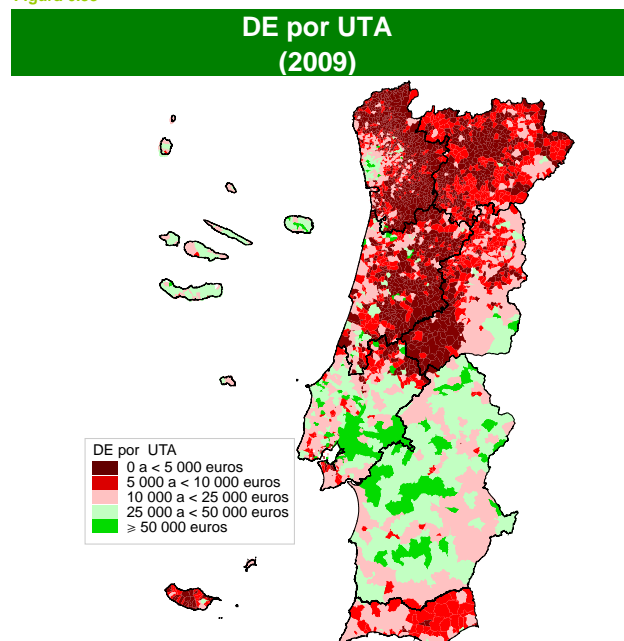 DE por UTA
(2009)
DE por UTA
0 a < 5 000 euros
5 000 a < 10 000 euros
10 000 a < 25 000 euros
25 000 a < 50 000 euros
≥ 50 000 euros